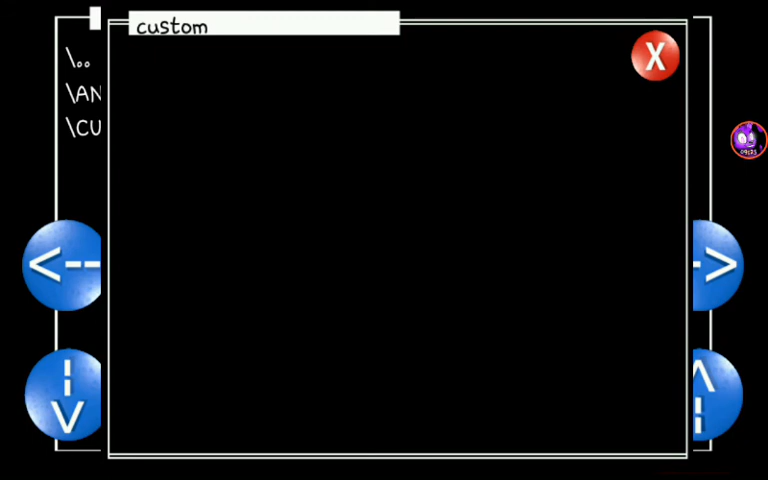 custom
X
\..
\AN
\CU
<--
-->